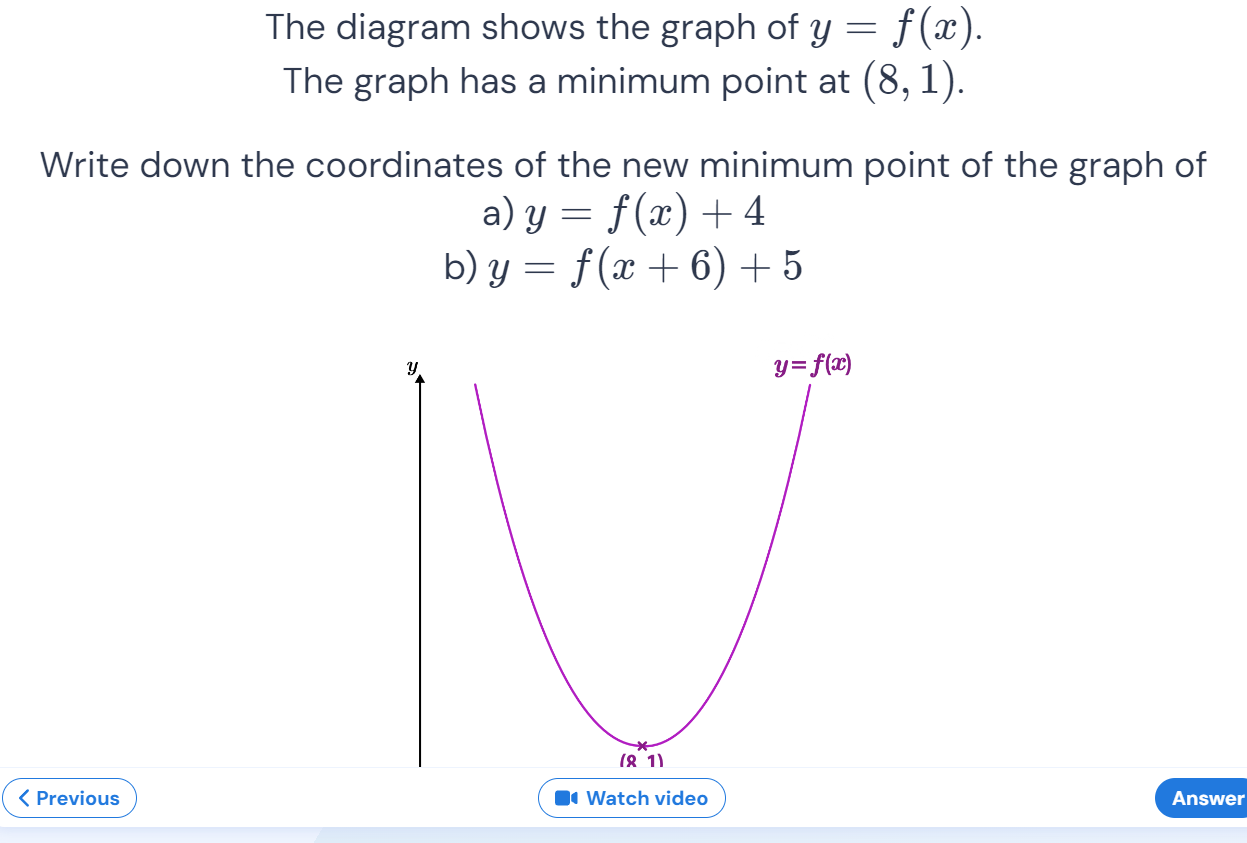 The diagram shows the graph of y = f(x).
The graph has a minimum point at (8, 1).
Write down the coordinates of the new minimum point of the graph of
a) y = f(x) + 4
b) y = f(x + 6) + 5
y
y=f(x)
(8, 1)
Previous
Watch video
Answer